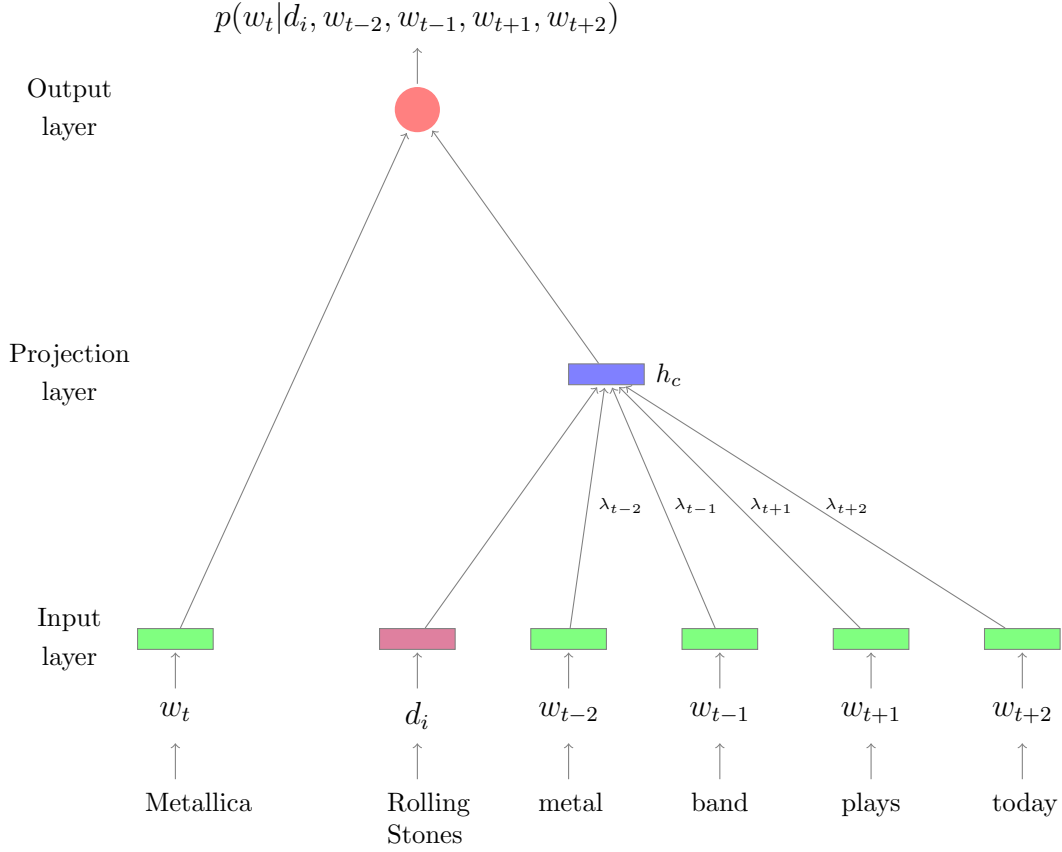 p(w_t|d_i, w_{t−2}, w_{t−1}, w_{t+1}, w_{t+2})
Output
layer
Projection
layer
h_c
λ_{t−2}
λ_{t−1}
λ_{t+1}
λ_{t+2}
Input
layer
w_t
d_i
w_{t−2}
w_{t−1}
w_{t+1}
w_{t+2}
Metallica
Rolling
Stones
metal
band
plays
today